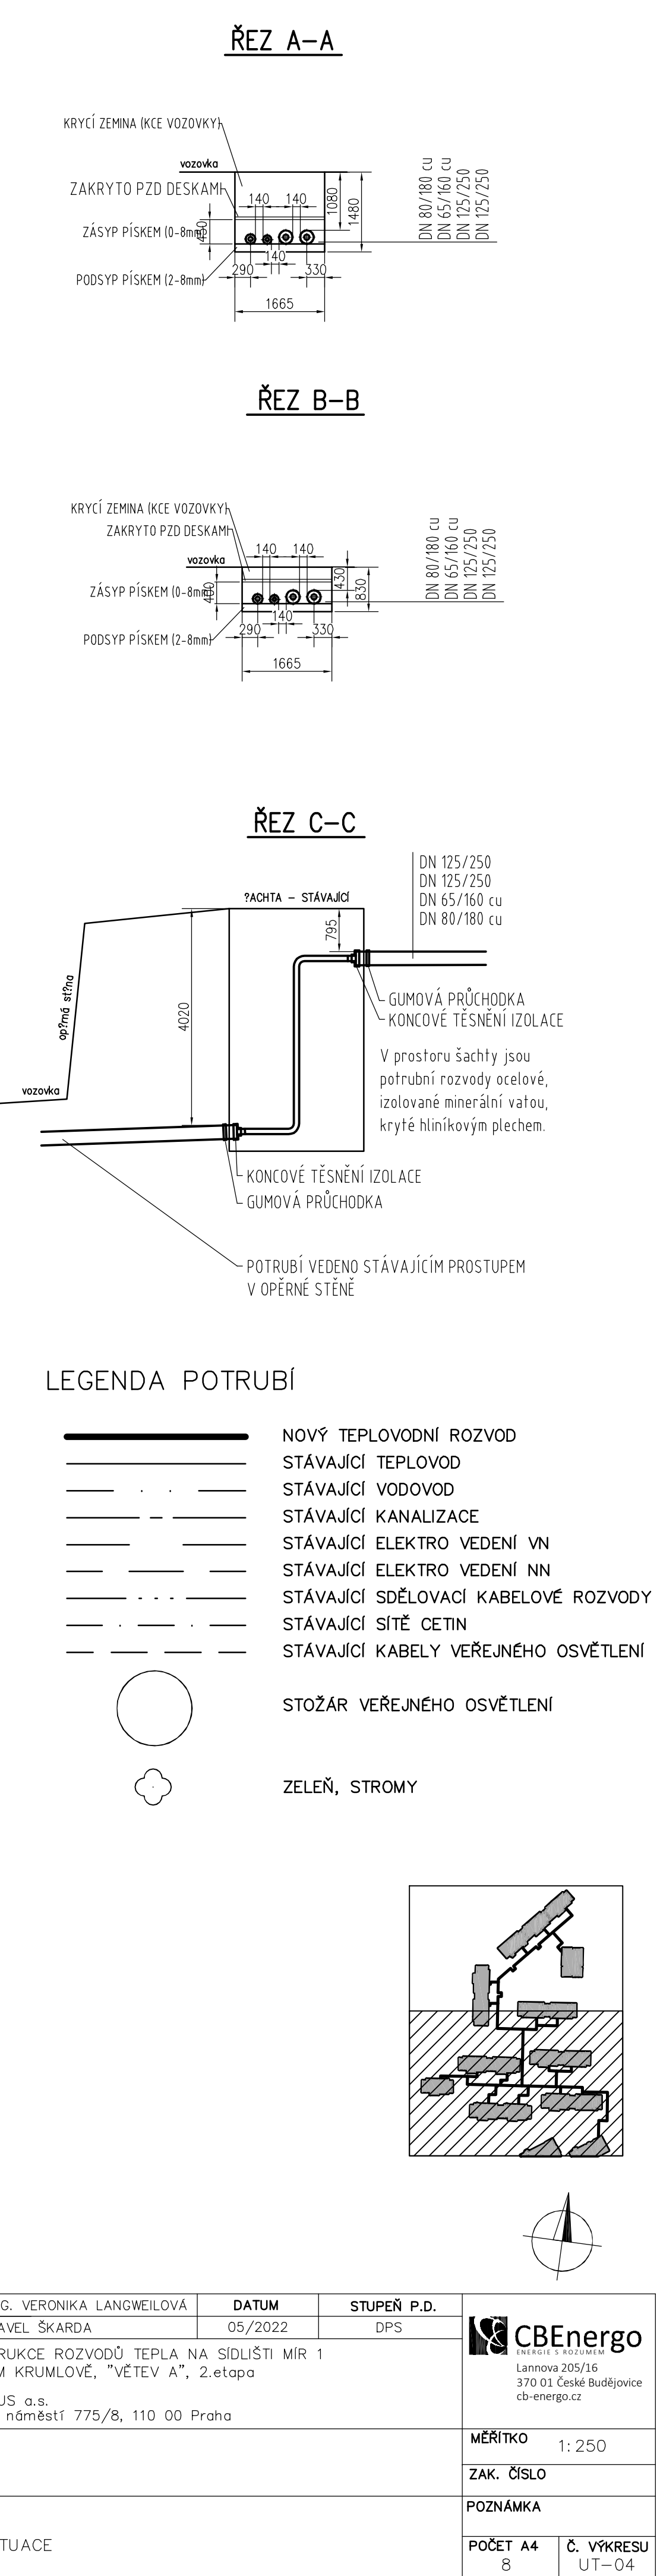 ŘEZ A-A
KRYCÍ ZEMINA (KCE VOZOVKY)
vozovka
ZAKRYTO PZD DESKAMI
140 140
1080
1480
ZÁSYP PÍSKEM (0-8mm)
PODSYP PÍSKEM (2-8mm)
290 140 330
1665
DN 80/180 cu
DN 65/160 cu
DN 125/250
DN 125/250
ŘEZ B-B
KRYCÍ ZEMINA (KCE VOZOVKY)
ZAKRYTO PZD DESKAMI
vozovka
140 140
430
830
ZÁSYP PÍSKEM (0-8mm)
400
PODSYP PÍSKEM (2-8mm)
290 140 330
1665
DN 80/180 cu
DN 65/160 cu
DN 125/250
DN 125/250
ŘEZ C-C
DN 125/250
DN 125/250
DN 65/160 cu
DN 80/180 cu
?ACHTA - STÁVAJÍCÍ
795
4020
op?rná st?na
vozovka
GUMOVÁ PRŮCHODKA
KONCOVÉ TĚSNĚNÍ IZOLACE
V prostoru šachty jsou
potrubní rozvody ocelové,
izolované minerální vatou,
kryté hliníkovým plechem.
KONCOVÉ TĚSNĚNÍ IZOLACE
GUMOVÁ PRŮCHODKA
POTRUBÍ VEDENO STÁVAJÍCÍM PROSTUPEM
V OPĚRNÉ STĚNĚ
LEGENDA POTRUBÍ
NOVÝ TEPLOVODNÍ ROZVOD
STÁVAJÍCÍ TEPLOVOD
STÁVAJÍCÍ VODOVOD
STÁVAJÍCÍ KANALIZACE
STÁVAJÍCÍ ELEKTRO VEDENÍ VN
STÁVAJÍCÍ ELEKTRO VEDENÍ NN
STÁVAJÍCÍ SDĚLOVACÍ KABELOVÉ ROZVODY
STÁVAJÍCÍ SÍTĚ CETIN
STÁVAJÍCÍ KABELY VEŘEJNÉHO OSVĚTLENÍ
STOŽÁR VEŘEJNÉHO OSVĚTLENÍ
ZELEŇ, STROMY
G. VERONIKA LANGWEILOVÁ DATUM STUPEŇ P.D.
AVEL ŠKARDA 05/2022 DPS
RUKCE ROZVODŮ TEPLA NA SÍDLIŠTI MÍR 1
M KRUMLOVĚ, "VĚTEV A", 2.etapa
US a.s.
náměstí 775/8, 110 00 Praha
CBEnergo
ENERGIE S ROZUMEM
Lannova 205/16
370 01 České Budějovice
cb-energo.cz
MĚŘÍTKO 1:250
ZAK. ČÍSLO
POZNÁMKA
TUACE
POČET A4 Č. VÝKRESU
8 UT-04